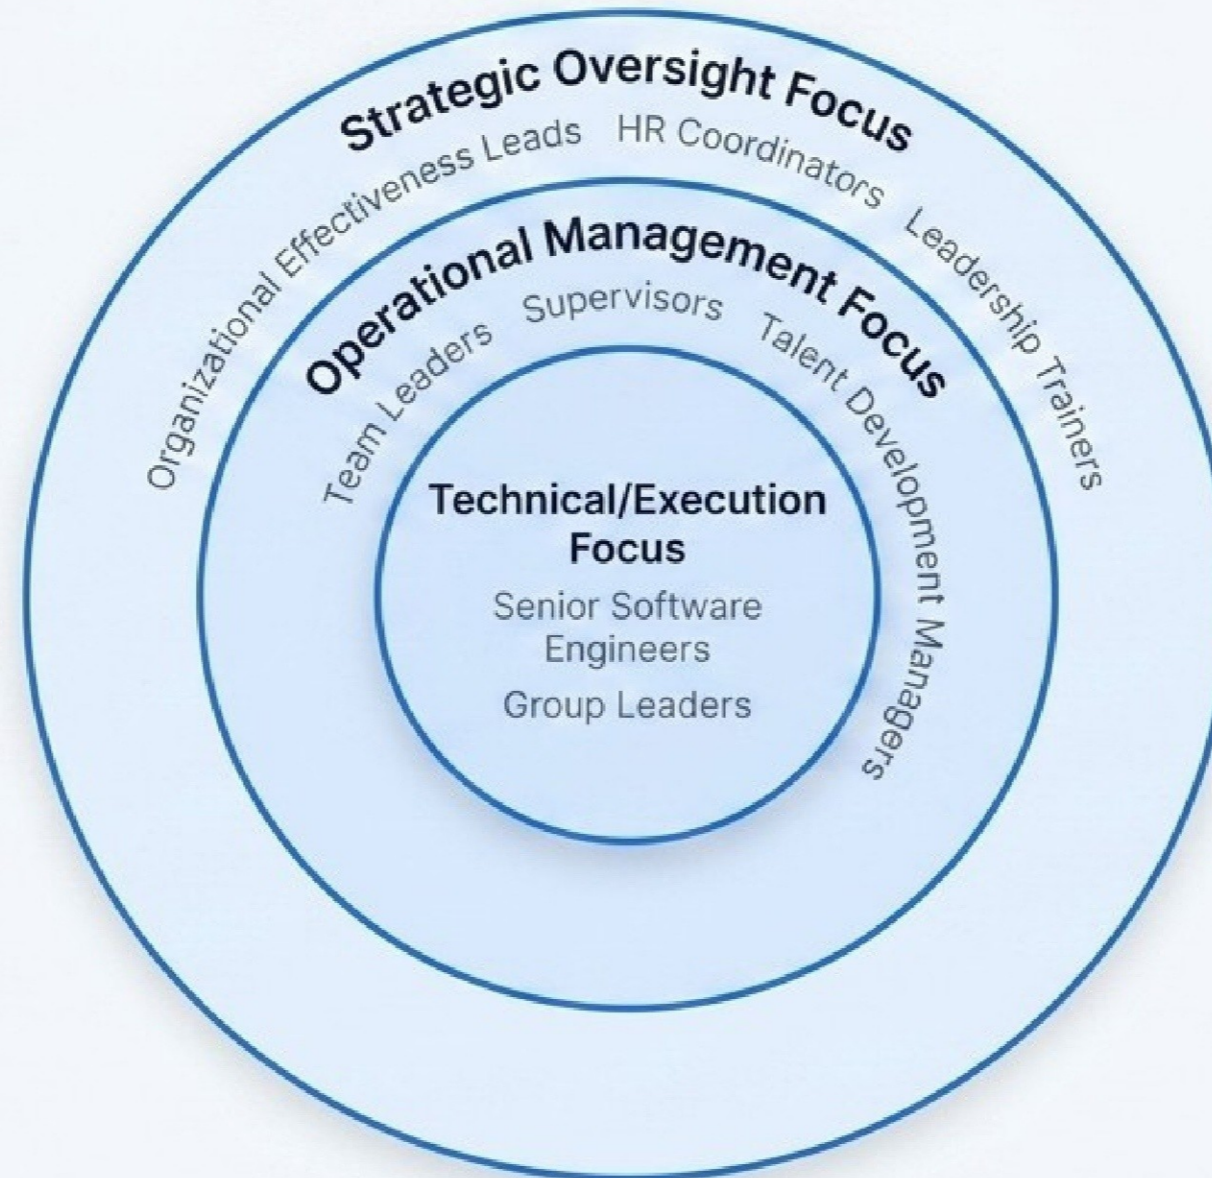 Strategic Oversight Focus
Organizational Effectiveness Leads
HR Coordinators
Leadership Trainers
Operational Management Focus
Team Leaders
Supervisors
Talent Development Managers
Technical/Execution
Focus
Senior Software
Engineers
Group Leaders